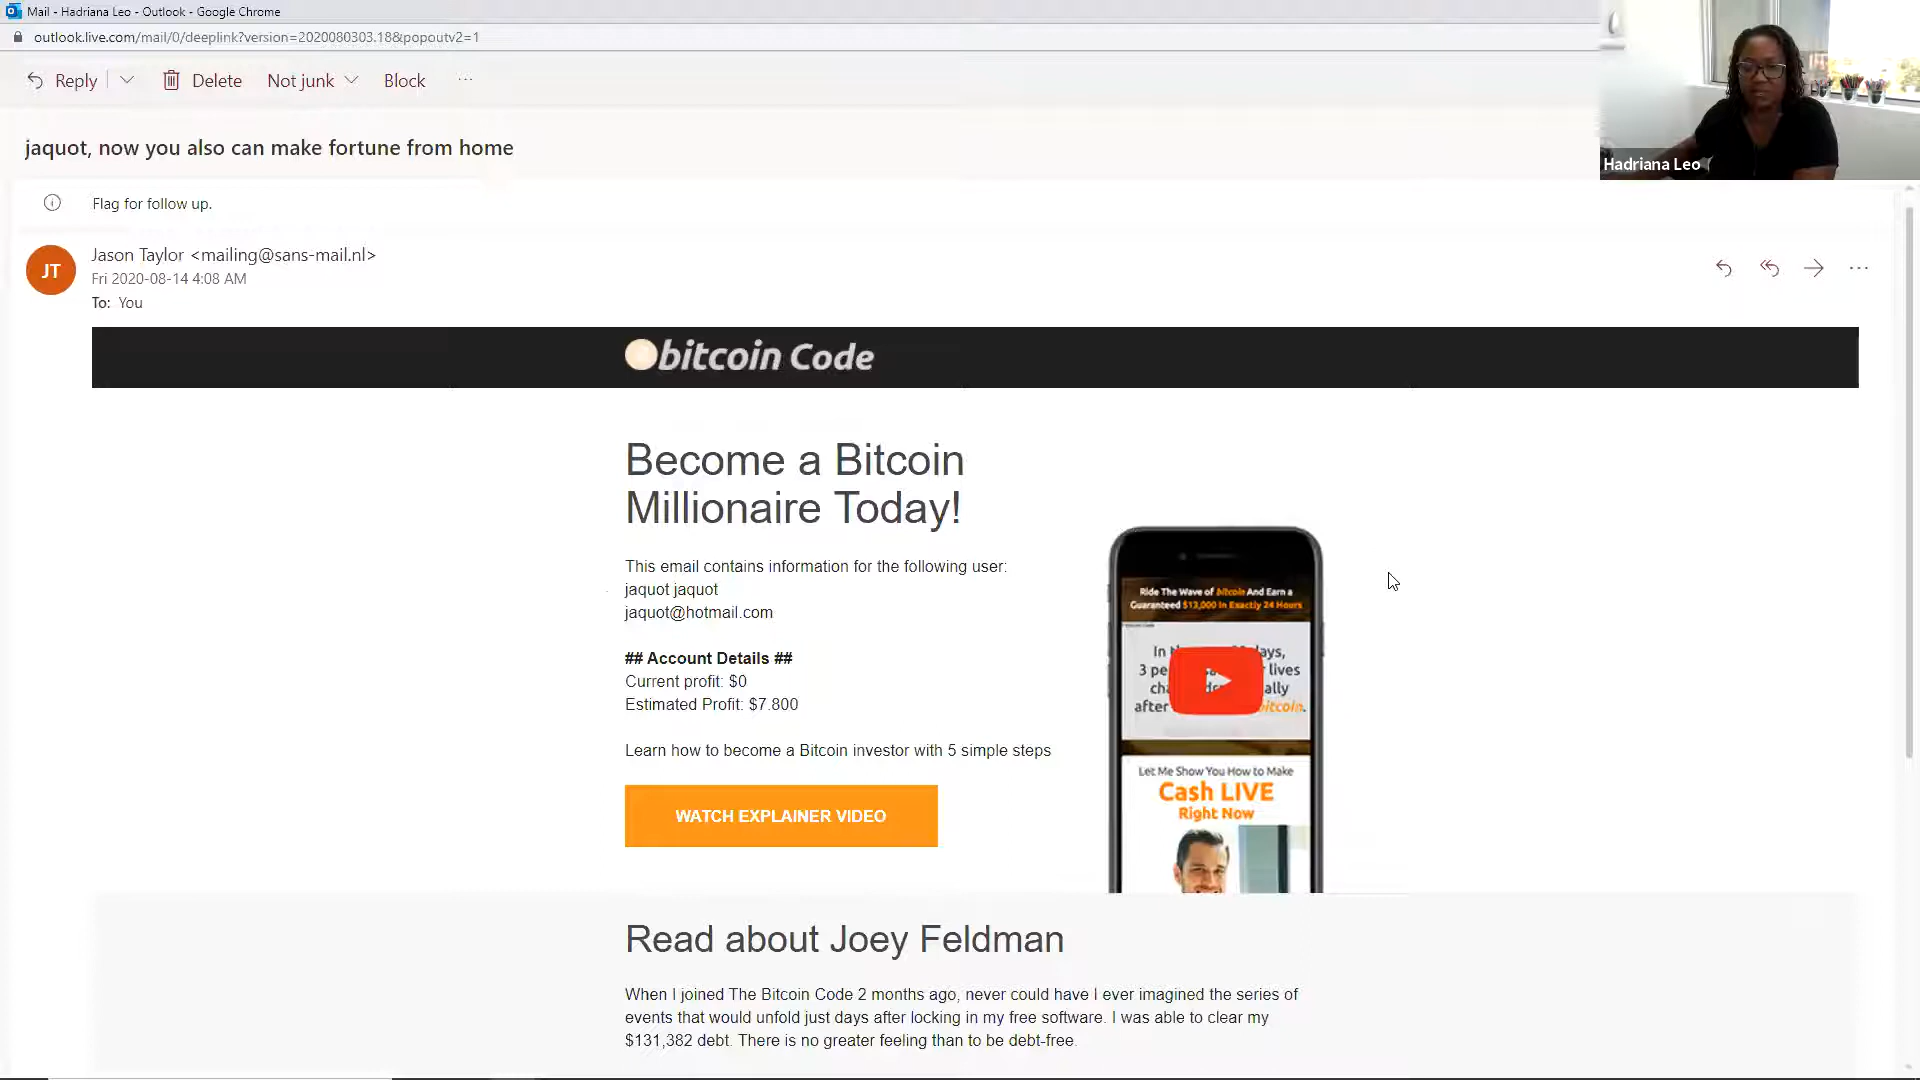 Mail - Hadriana Leo - Outlook - Google Chrome
outlook.live.com/mail/0/deeplink?version=2020080303.18&popoutv2=1
Reply
Delete
Not junk
Block
Hadriana Leo
jaquot, now you also can make fortune from home
Flag for follow up.
JT
Jason Taylor <mailing@sans-mail.nl>
Fri 2020-08-14 4:08 AM
To: You
bitcoin Code
Become a Bitcoin
Millionaire Today!
This email contains information for the following user:
jaquot jaquot
jaquot@hotmail.com
## Account Details ##
Current profit: $0
Estimated Profit: $7.800
Learn how to become a Bitcoin investor with 5 simple steps
WATCH EXPLAINER VIDEO
Ride The Wave of bitcoin And Earn a
Guaranteed $13,000 In Exactly 24 Hours
In
3
lives
after bitcoin.
Let Me Show You How to Make
Cash LIVE
Right Now
Read about Joey Feldman
When I joined The Bitcoin Code 2 months ago, never could have I ever imagined the series of
events that would unfold just days after locking in my free software. I was able to clear my
$131,382 debt. There is no greater feeling than to be debt-free.